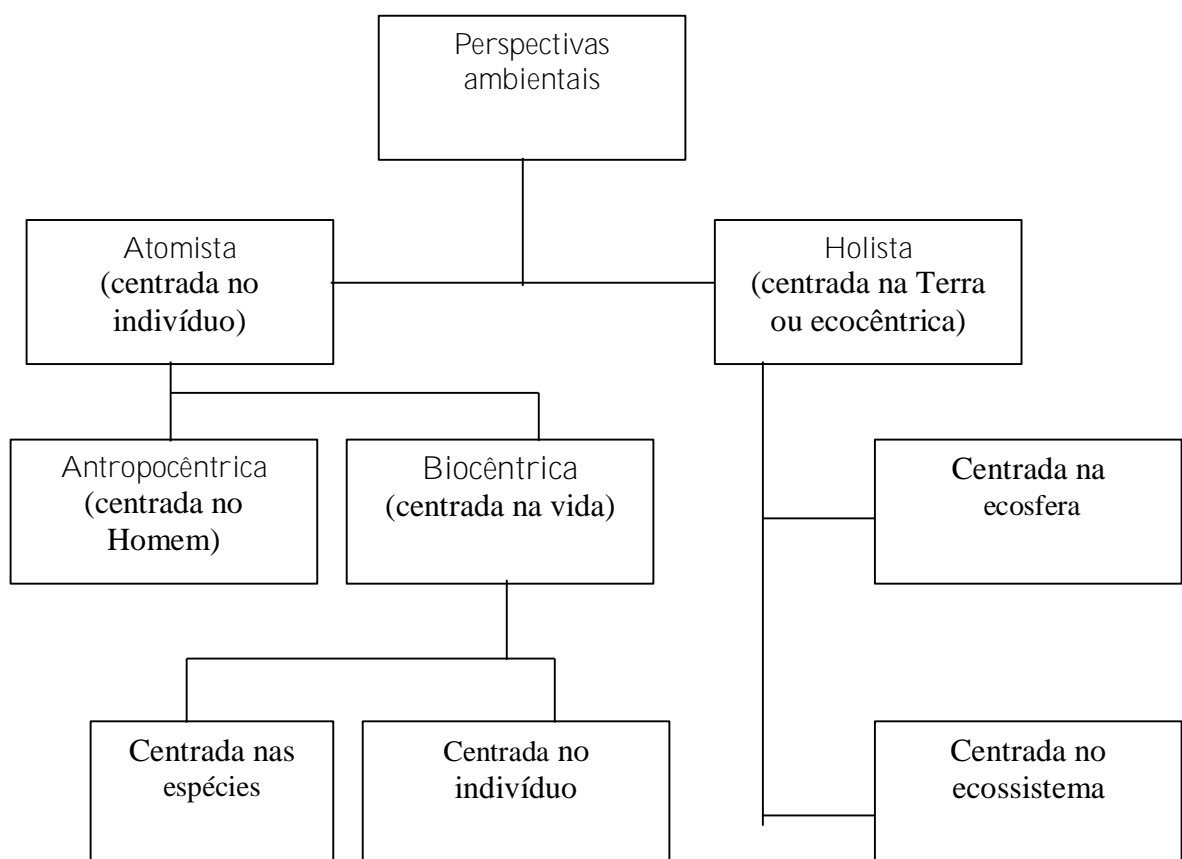 Perspectivas
ambientais
Atomista
(centrada no
indivíduo)
Holista
(centrada na Terra
ou ecocêntrica)
Antropocêntrica
(centrada no
Homem)
Biocêntrica
(centrada na vida)
Centrada na
ecosfera
Centrada nas
espécies
Centrada no
indivíduo
Centrada no
ecossistema